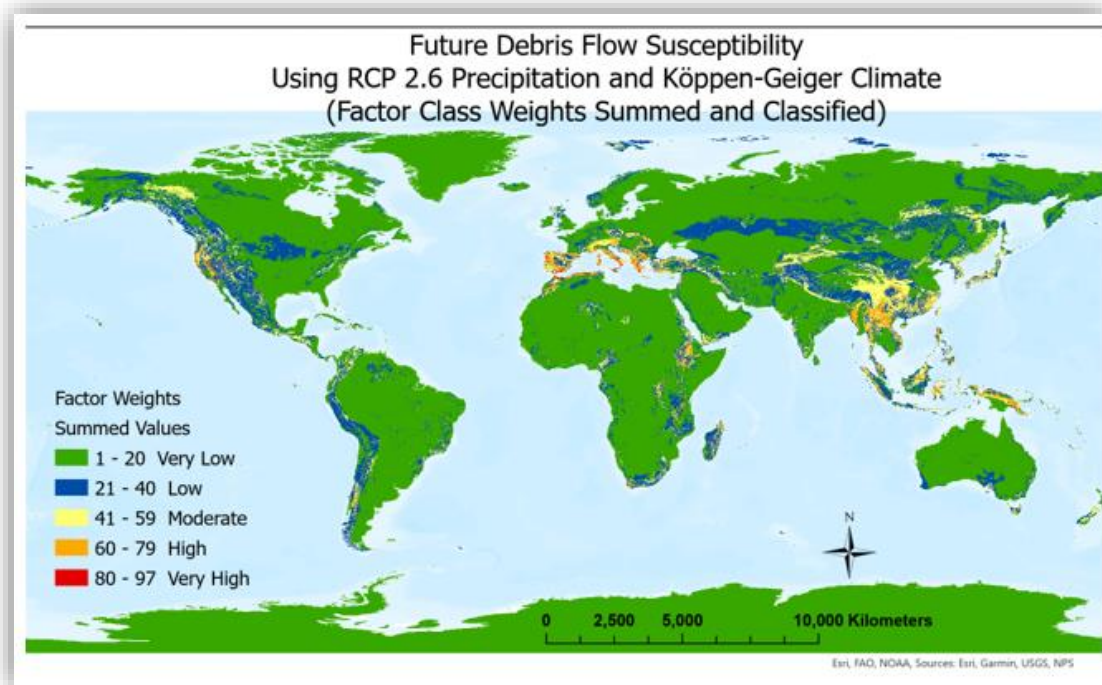 Future Debris Flow Susceptibility
Using RCP 2.6 Precipitation and Köppen-Geiger Climate
(Factor Class Weights Summed and Classified)
Factor Weights
Summed Values
1 - 20 Very Low
21 - 40 Low
41 - 59 Moderate
60 - 79 High
80 - 97 Very High
N
0 2,500 5,000 10,000 Kilometers
Esri, FAO, NOAA, Sources: Esri, Garmin, USGS, NPS